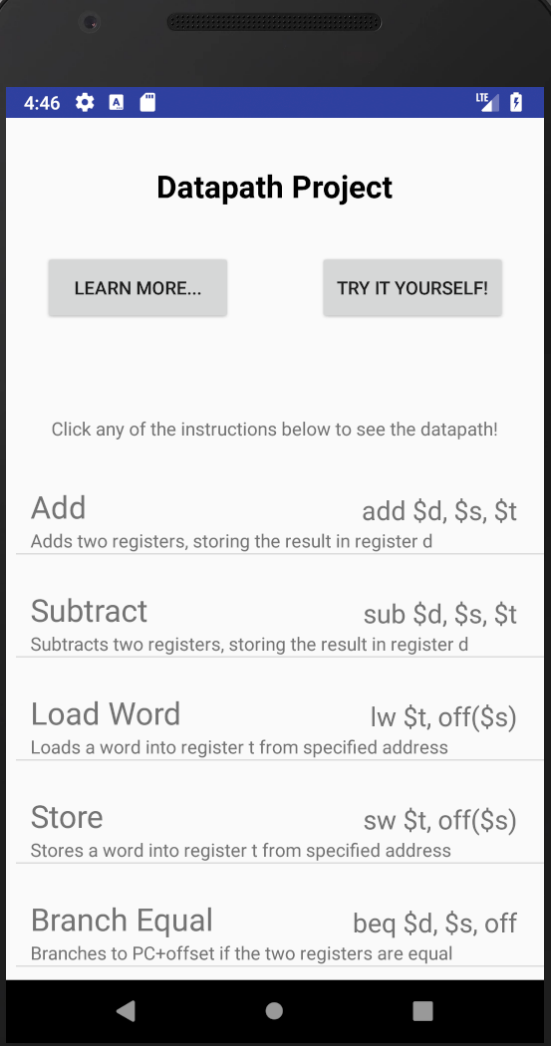 4:46 A LTE
Datapath Project
LEARN MORE... TRY IT YOURSELF!
Click any of the instructions below to see the datapath!
Add add $d, $s, $t
Adds two registers, storing the result in register d
Subtract sub $d, $s, $t
Subtracts two registers, storing the result in register d
Load Word lw $t, off($s)
Loads a word into register t from specified address
Store sw $t, off($s)
Stores a word into register t from specified address
Branch Equal beq $d, $s, off
Branches to PC+offset if the two registers are equal